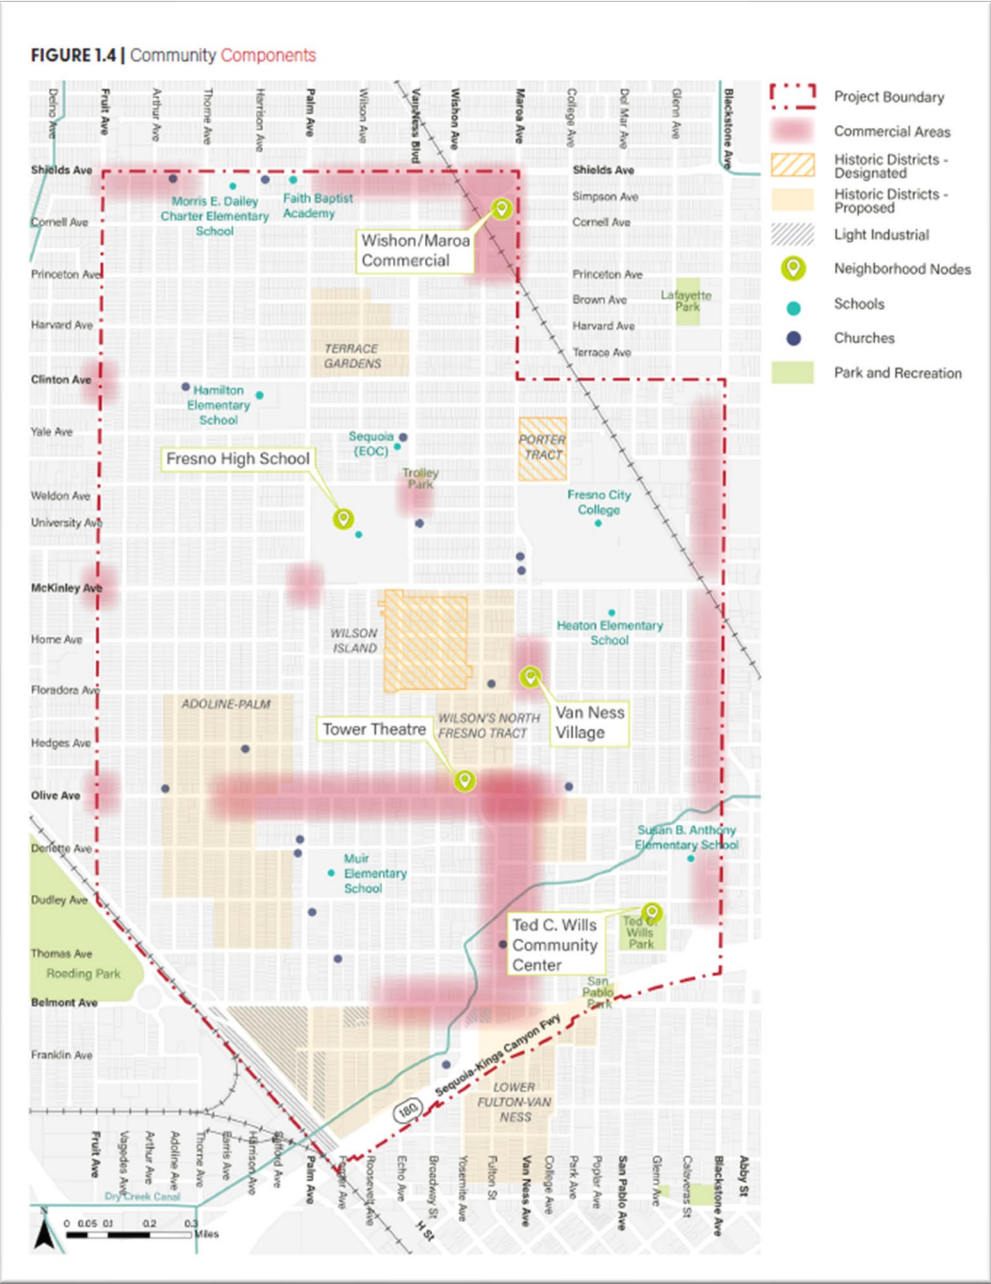 FIGURE 1.4 | Community Components
Delno Ave
Fruit Ave
Arthur Ave
Thorne Ave
Harrison Ave
Palm Ave
Wilson Ave
VanNess Blvd
Wishon Ave
Maroa Ave
College Ave
Del Mar Ave
Glenn Ave
Blackstone Ave
Project Boundary
Commercial Areas
Historic Districts -
Designated
Historic Districts -
Proposed
Light Industrial
Neighborhood Nodes
Schools
Churches
Park and Recreation
Shields Ave
Shields Ave
Morris E. Dailey
Charter Elementary
School
Faith Baptist
Academy
Simpson Ave
Cornell Ave
Cornell Ave
Wishon/Maroa
Commercial
Princeton Ave
Princeton Ave
Brown Ave
Lafayette
Park
Harvard Ave
Harvard Ave
Terrace Ave
TERRACE
GARDENS
Clinton Ave
Hamilton
Elementary
School
Yale Ave
Sequoia
(EOC)
PORTER
TRACT
Fresno High School
Trolley
Park
Weldon Ave
Fresno City
College
University Ave
McKinley Ave
Home Ave
WILSON
ISLAND
Heaton Elementary
School
Floradora Ave
ADOLINE-PALM
Tower Theatre
WILSON'S NORTH
FRESNO TRACT
Van Ness
Village
Hedges Ave
Olive Ave
Susan B. Anthony
Elementary School
Dennette Ave
Muir
Elementary
School
Dudley Ave
Ted C. Wills
Community
Center
Ted C.
Wills
Park
Thomas Ave
Roeding Park
San
Pablo
Park
Belmont Ave
Sequoia-Kings Canyon Fwy
Franklin Ave
180
LOWER
FULTON-VAN
NESS
Fruit Ave
Vagedes Ave
Arthur Ave
Adoline Ave
Thorne Ave
Farris Ave
Harrison Ave
Safford Ave
Palm Ave
Roosevelt Ave
Echo Ave
Broadway St
Yosemite Ave
Fulton St
Van Ness Ave
College Ave
Park Ave
Poplar Ave
San Pablo Ave
Glenn Ave
Calaveras St
Blackstone Ave
Abby St
Dry Creek Canal
H St
N
0 0.05 0.1 0.2 0.3
Miles